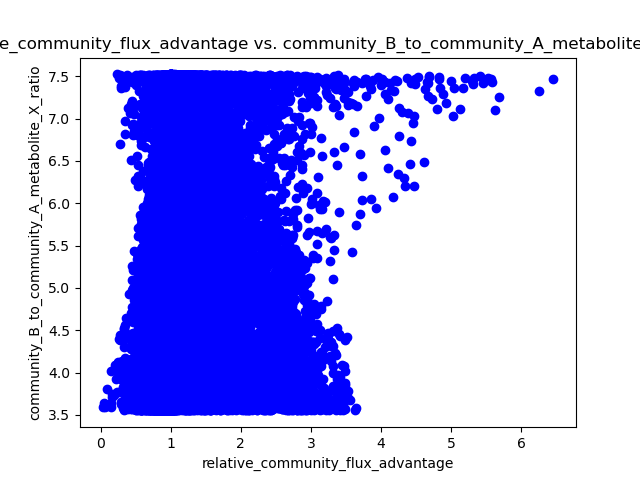 e_community_flux_advantage vs. community_B_to_community_A_metabolite
community_B_to_community_A_metabolite_X_ratio
7.5
7.0
6.5
6.0
5.5
5.0
4.5
4.0
3.5
0 1 2 3 4 5 6
relative_community_flux_advantage